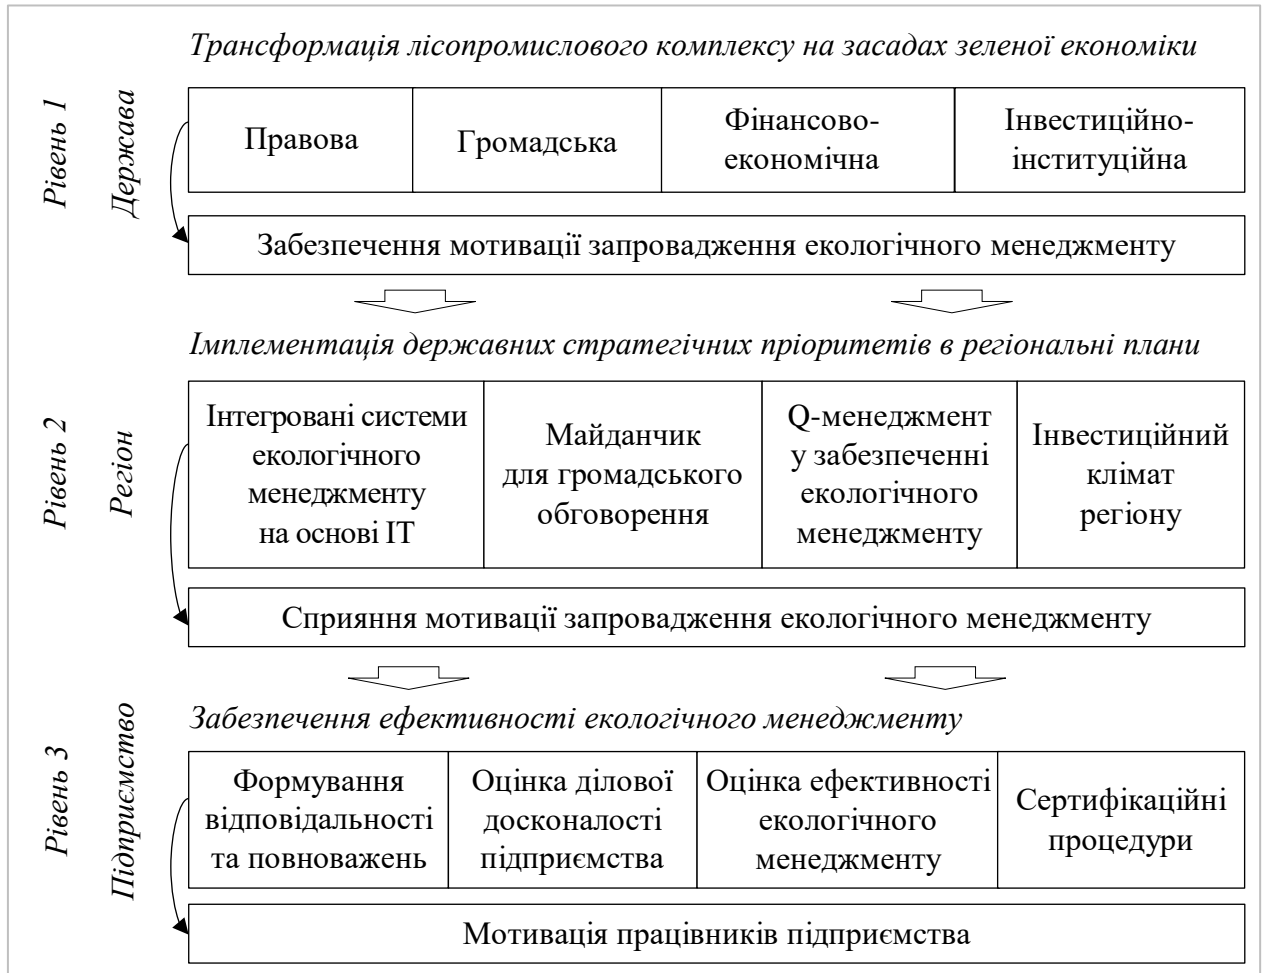 Трансформація лісопромислового комплексу на засадах зеленої економіки
Рівень 1
Держава
Правова
Громадська
Фінансово-
економічна
Інвестиційно-
інституційна
Забезпечення мотивації запровадження екологічного менеджменту
Імплементація державних стратегічних пріоритетів в регіональні плани
Рівень 2
Регіон
Інтегровані системи
екологічного
менеджменту
на основі ІТ
Майданчик
для громадського
обговорення
Q-менеджмент
у забезпеченні
екологічного
менеджменту
Інвестиційний
клімат
регіону
Сприяння мотивації запровадження екологічного менеджменту
Забезпечення ефективності екологічного менеджменту
Рівень 3
Підприємство
Формування
відповідальності
та повноважень
Оцінка ділової
досконалості
підприємства
Оцінка ефективності
екологічного
менеджменту
Сертифікаційні
процедури
Мотивація працівників підприємства